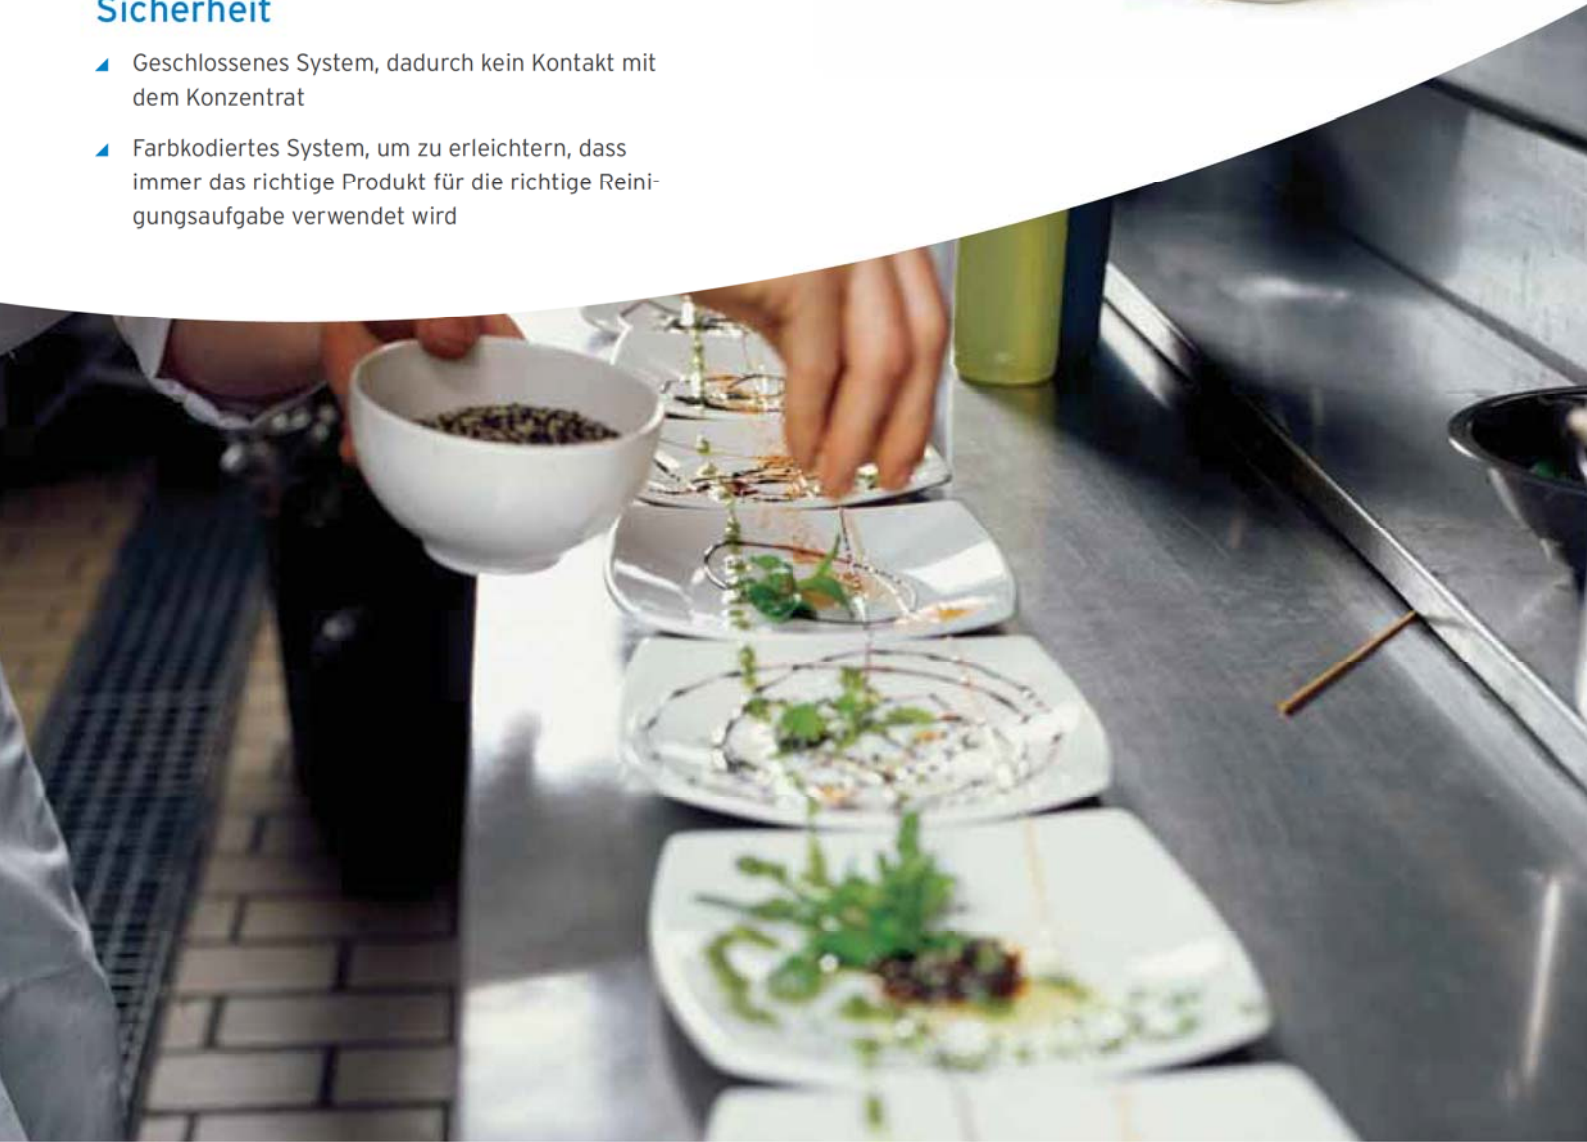 Sicherheit
Geschlossenes System, dadurch kein Kontakt mit
dem Konzentrat
Farbkodiertes System, um zu erleichtern, dass
immer das richtige Produkt für die richtige Reini-
gungsaufgabe verwendet wird